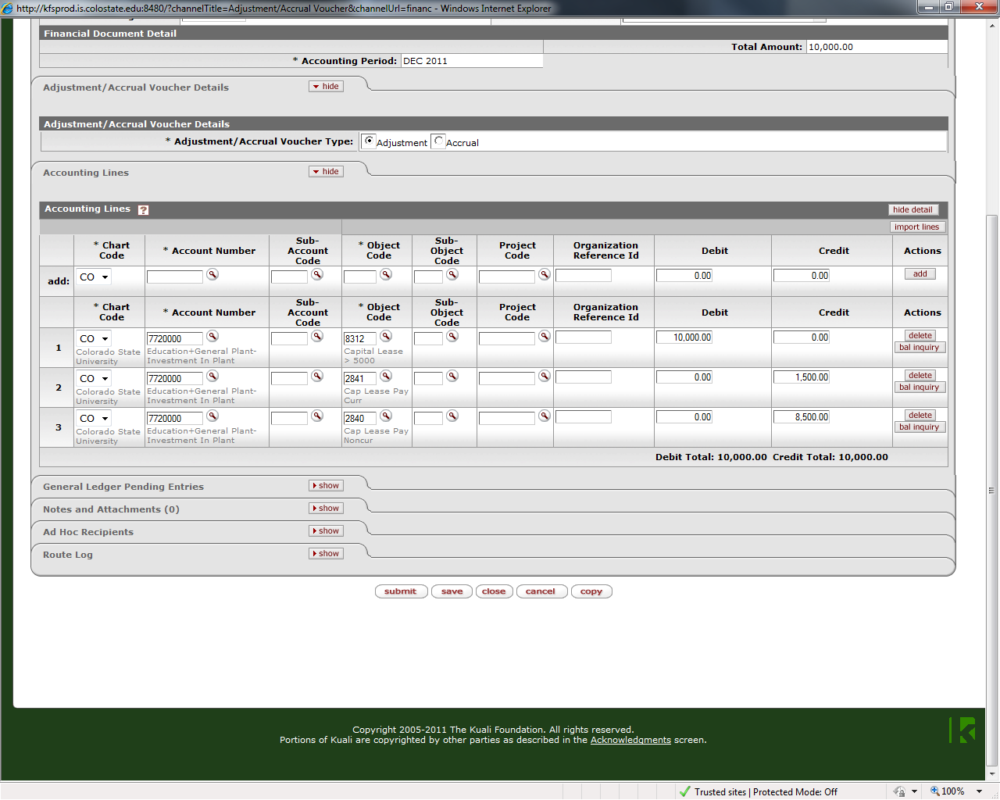 http://kfsprod.is.colostate.edu:8480/?channelTitle=Adjustment/Accrual Voucher&channelUrl=financ - Windows Internet Explorer
Financial Document Detail
Total Amount: 10,000.00
* Accounting Period: DEC 2011
Adjustment/Accrual Voucher Details hide
Adjustment/Accrual Voucher Details
* Adjustment/Accrual Voucher Type: Adjustment Accrual
Accounting Lines hide
Accounting Lines ? hide detail
import lines
* Chart Code * Account Number Sub-Account Code * Object Code Sub-Object Code Project Code Organization Reference Id Debit Credit Actions
add: CO 0.00 0.00 add
* Chart Code * Account Number Sub-Account Code * Object Code Sub-Object Code Project Code Organization Reference Id Debit Credit Actions
1 CO 7720000 8312 10,000.00 0.00 delete
Colorado State University Education+General Plant-Investment In Plant Capital Lease > 5000 bal inquiry
2 CO 7720000 2841 0.00 1,500.00 delete
Colorado State University Education+General Plant-Investment In Plant Cap Lease Pay Curr bal inquiry
3 CO 7720000 2840 0.00 8,500.00 delete
Colorado State University Education+General Plant-Investment In Plant Cap Lease Pay Noncur bal inquiry
Debit Total: 10,000.00 Credit Total: 10,000.00
General Ledger Pending Entries show
Notes and Attachments (0) show
Ad Hoc Recipients show
Route Log show
submit save close cancel copy
Copyright 2005-2011 The Kuali Foundation. All rights reserved.
Portions of Kuali are copyrighted by other parties as described in the Acknowledgments screen.
Trusted sites | Protected Mode: Off 100%